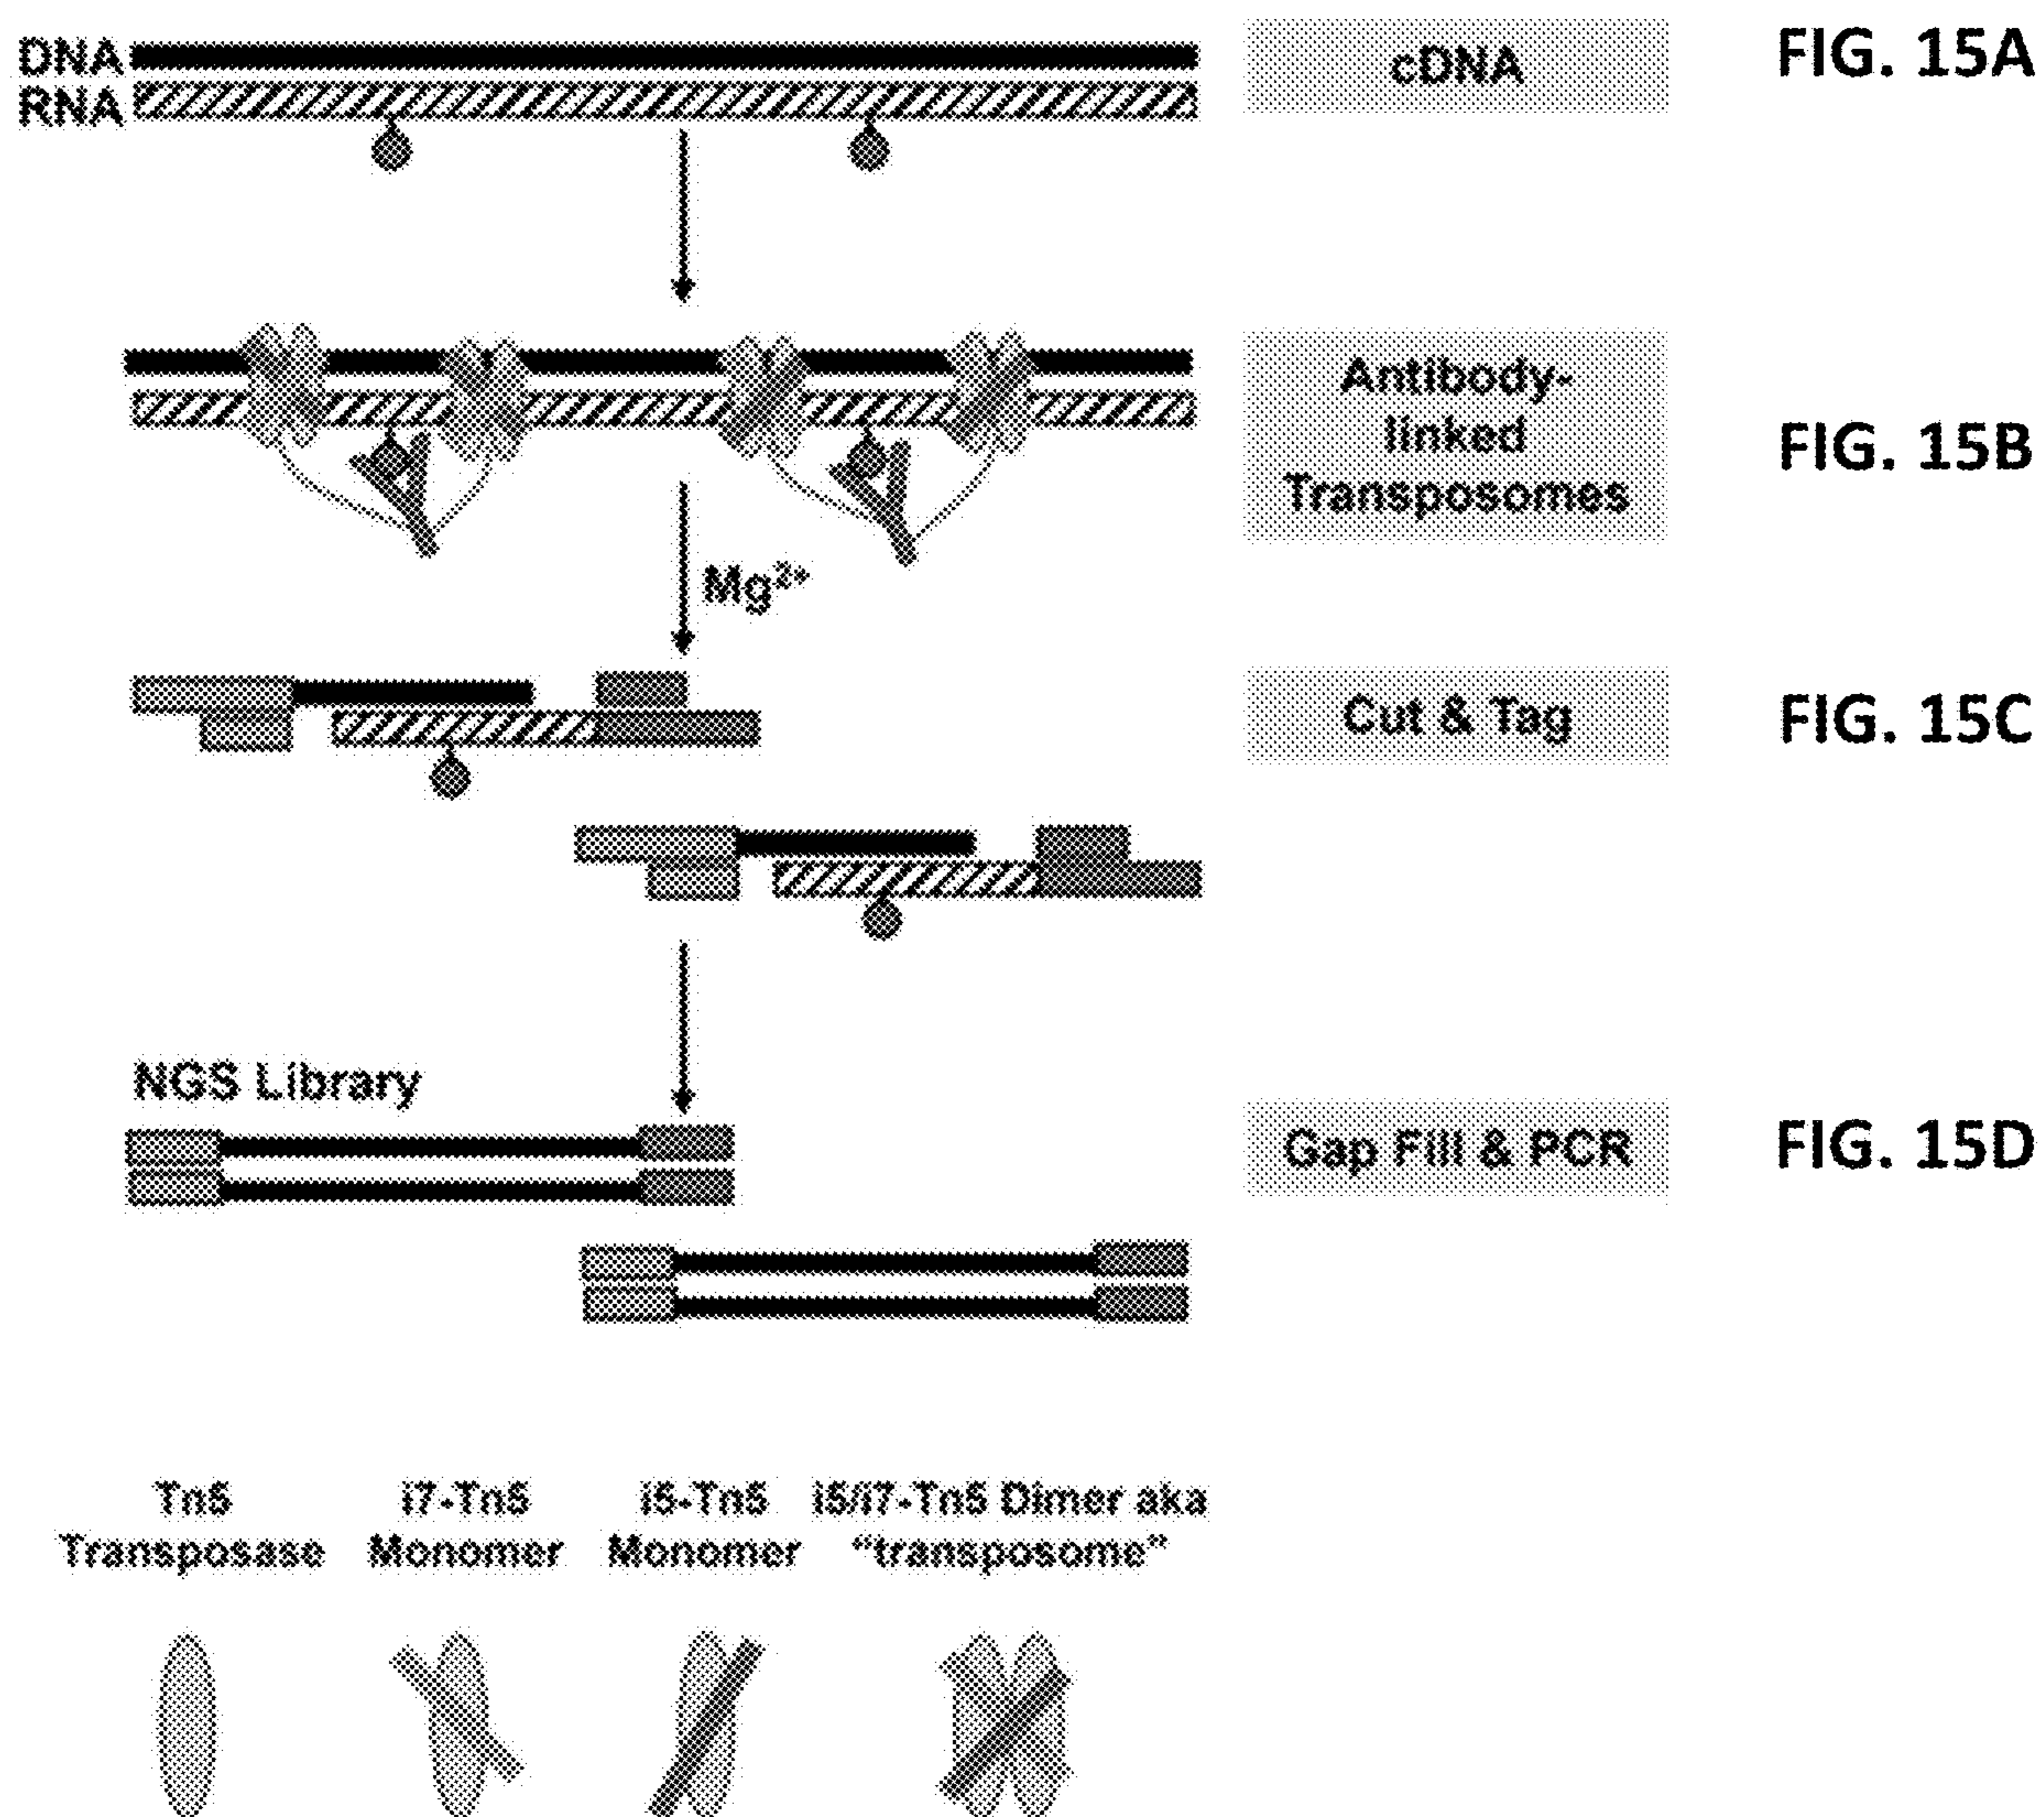 DNA
RNA
cDNA
FIG. 15A
Antibody-
linked
Transposomes
FIG. 15B
Mg2+
Cut & Tag
FIG. 15C
NGS Library
Gap Fill & PCR
FIG. 15D
Tn5
Transposase
i7-Tn5
Monomer
i5-Tn5
Monomer
i5/i7-Tn5 Dimer aka
“transposome”